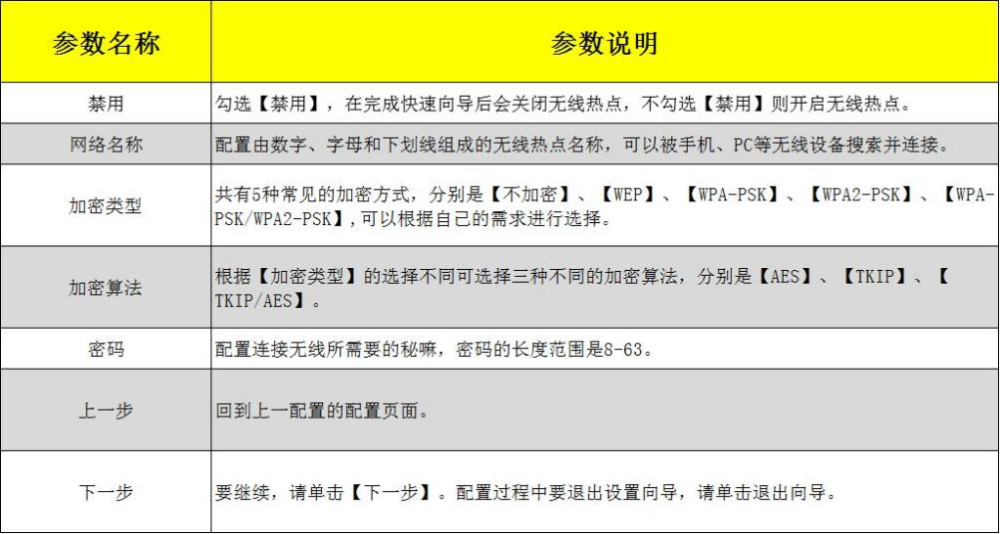 参数名称 参数说明
禁用 勾选【禁用】，在完成快速向导后会关闭无线热点，不勾选【禁用】则开启无线热点。
网络名称 配置由数字、字母和下划线组成的无线热点名称，可以被手机、PC等无线设备搜索并连接。
加密类型 共有5种常见的加密方式，分别是【不加密】、【WEP】、【WPA-PSK】、【WPA2-PSK】、【WPA-
PSK/WPA2-PSK】,可以根据自己的需求进行选择。
加密算法 根据【加密类型】的选择不同可选择三种不同的加密算法，分别是【AES】、【TKIP】、【
TKIP/AES】。
密码 配置连接无线所需要的秘嘛，密码的长度范围是8-63。
上一步 回到上一配置的配置页面。
下一步 要继续，请单击【下一步】。配置过程中要退出设置向导，请单击退出向导。